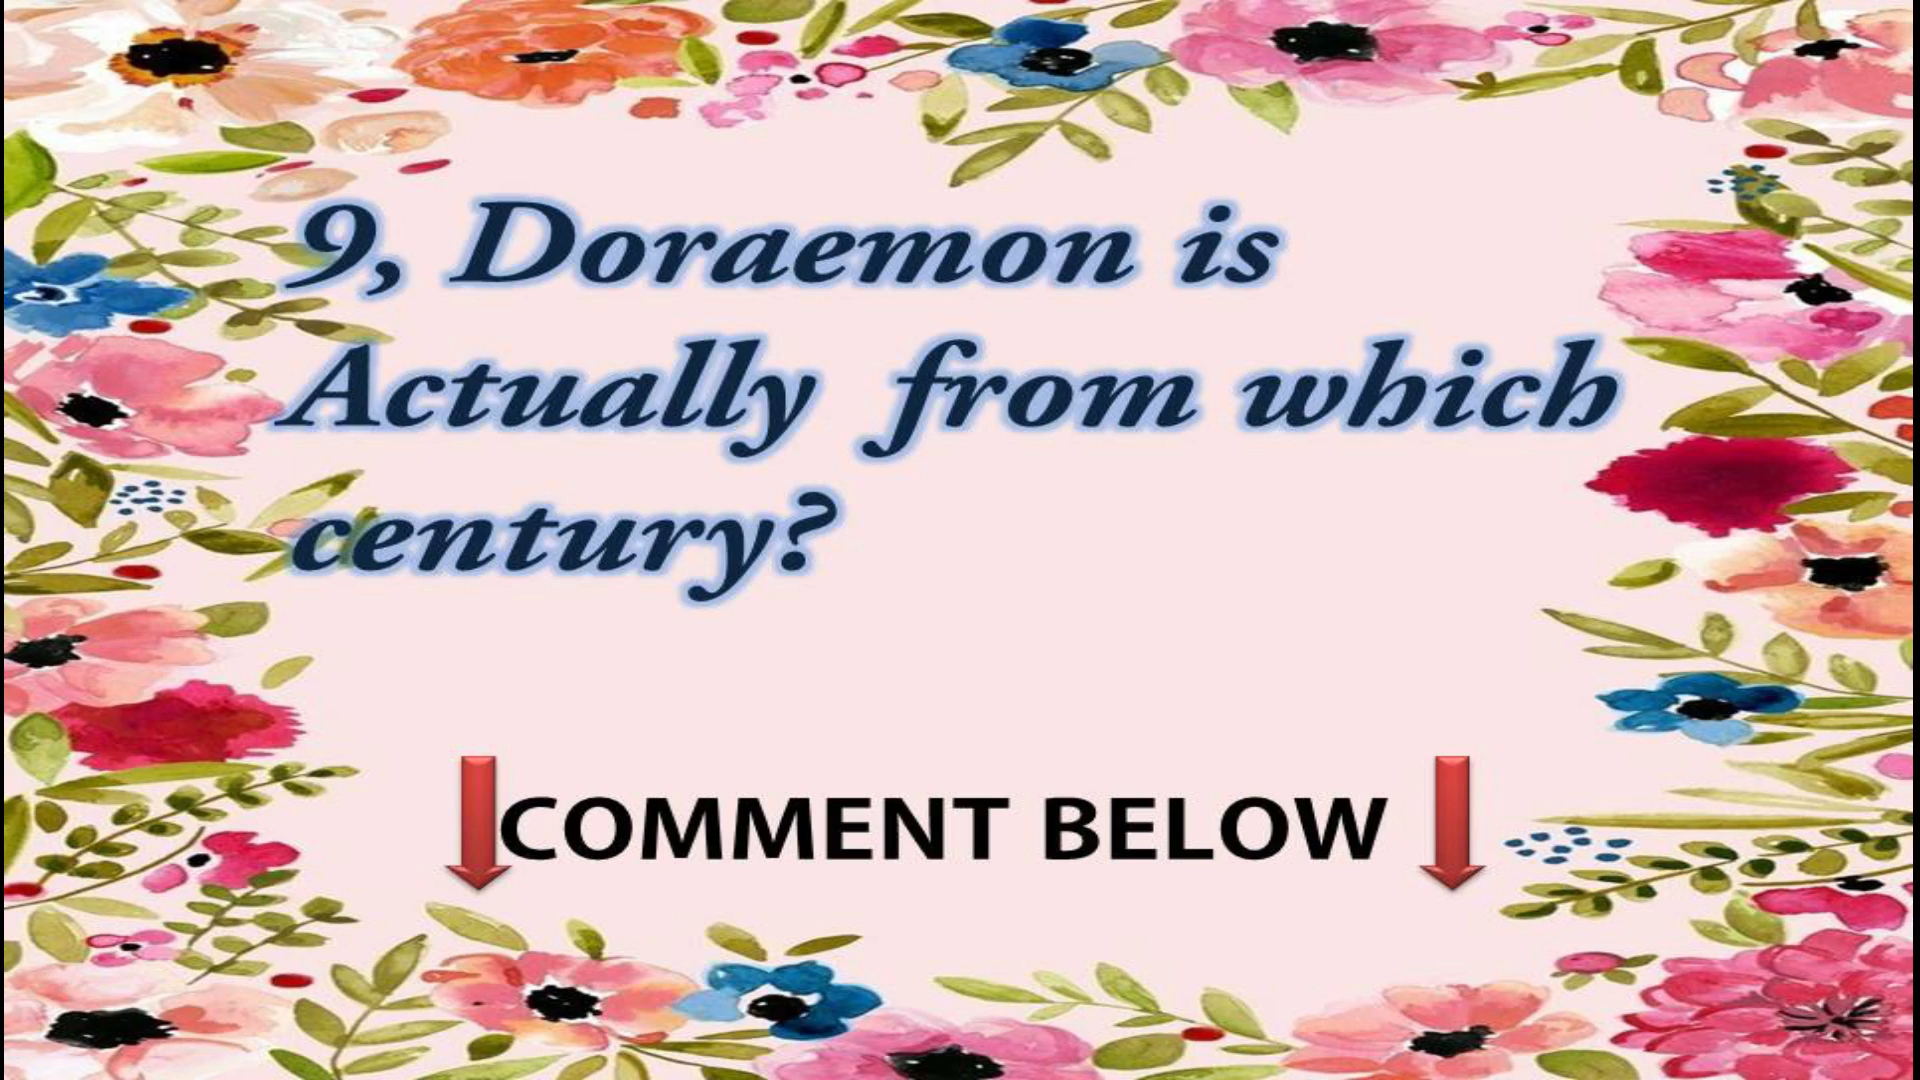 9, Doraemon is
Actually from which
century?
COMMENT BELOW